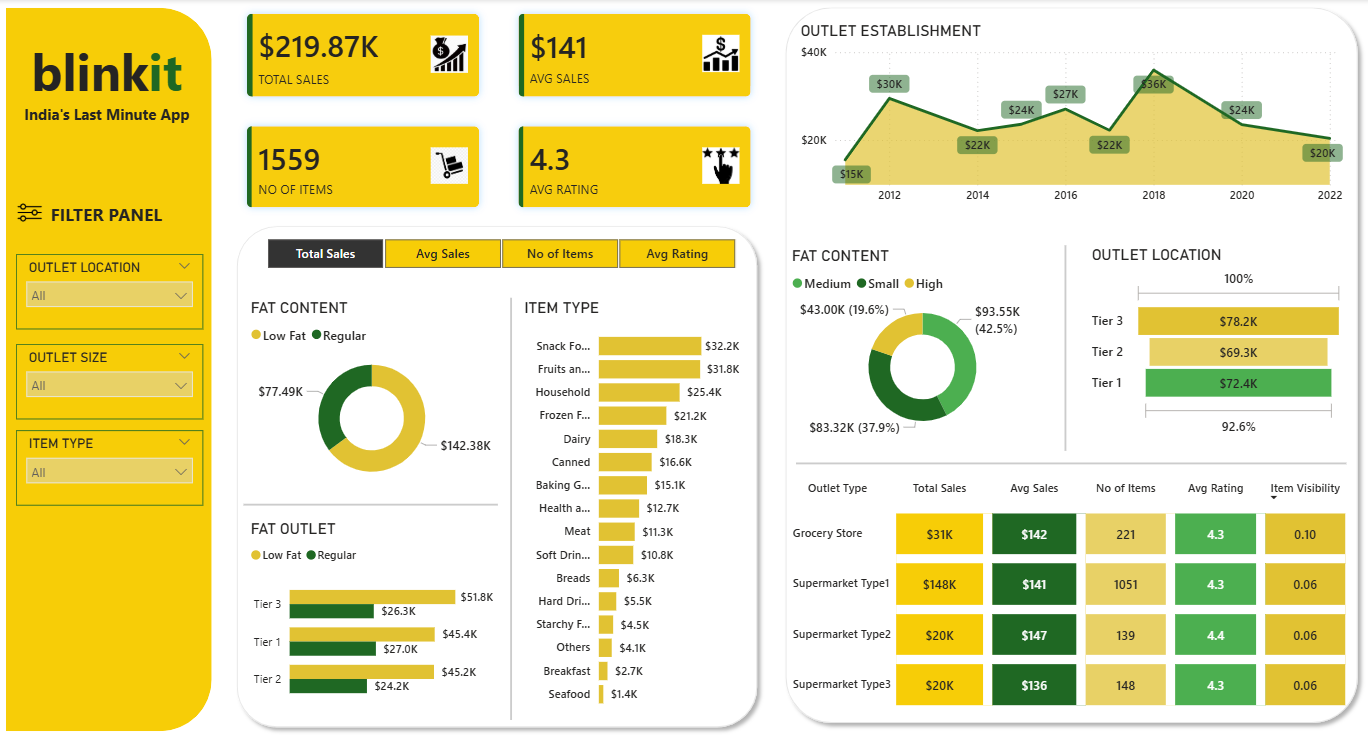 blinkit
India's Last Minute App
FILTER PANEL
OUTLET LOCATION
All
OUTLET SIZE
All
ITEM TYPE
All
$219.87K
TOTAL SALES
$141
AVG SALES
1559
NO OF ITEMS
4.3
AVG RATING
Total Sales
Avg Sales
No of Items
Avg Rating
FAT CONTENT
Low Fat Regular
$77.49K
$142.38K
FAT OUTLET
Low Fat Regular
Tier 3 $51.8K
$26.3K
Tier 1 $45.4K
$27.0K
Tier 2 $45.2K
$24.2K
ITEM TYPE
Snack Fo... $32.2K
Fruits an... $31.8K
Household $25.4K
Frozen F... $21.2K
Dairy $18.3K
Canned $16.6K
Baking G... $15.1K
Health a... $12.7K
Meat $11.3K
Soft Drin... $10.8K
Breads $6.3K
Hard Dri... $5.5K
Starchy F... $4.5K
Others $4.1K
Breakfast $2.7K
Seafood $1.4K
OUTLET ESTABLISHMENT
$40K
$20K
$15K
$30K
$22K
$24K
$27K
$22K
$36K
$24K
$20K
2012 2014 2016 2018 2020 2022
FAT CONTENT
Medium Small High
$43.00K (19.6%)
$93.55K
(42.5%)
$83.32K (37.9%)
OUTLET LOCATION
100%
Tier 3 $78.2K
Tier 2 $69.3K
Tier 1 $72.4K
92.6%
Outlet Type Total Sales Avg Sales No of Items Avg Rating Item Visibility
Grocery Store $31K $142 221 4.3 0.10
Supermarket Type1 $148K $141 1051 4.3 0.06
Supermarket Type2 $20K $147 139 4.4 0.06
Supermarket Type3 $20K $136 148 4.3 0.06